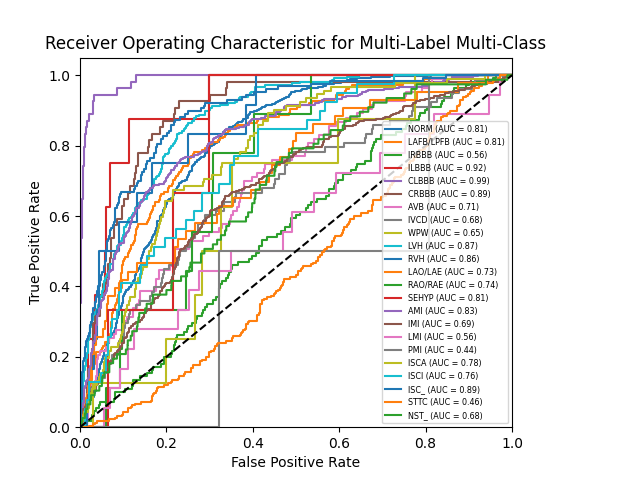 Receiver Operating Characteristic for Multi-Label Multi-Class
True Positive Rate
1.0
0.8
0.6
0.4
0.2
0.0
NORM (AUC = 0.81)
LAFB/LPFB (AUC = 0.81)
IRBBB (AUC = 0.56)
ILBBB (AUC = 0.92)
CLBBB (AUC = 0.99)
CRBBB (AUC = 0.89)
AVB (AUC = 0.71)
IVCD (AUC = 0.68)
WPW (AUC = 0.65)
LVH (AUC = 0.87)
RVH (AUC = 0.86)
LAO/LAE (AUC = 0.73)
RAO/RAE (AUC = 0.74)
SEHYP (AUC = 0.81)
AMI (AUC = 0.83)
IMI (AUC = 0.69)
LMI (AUC = 0.56)
PMI (AUC = 0.44)
ISCA (AUC = 0.78)
ISCI (AUC = 0.76)
ISC_ (AUC = 0.89)
STTC (AUC = 0.46)
NST_ (AUC = 0.68)
0.0 0.2 0.4 0.6 0.8 1.0
False Positive Rate